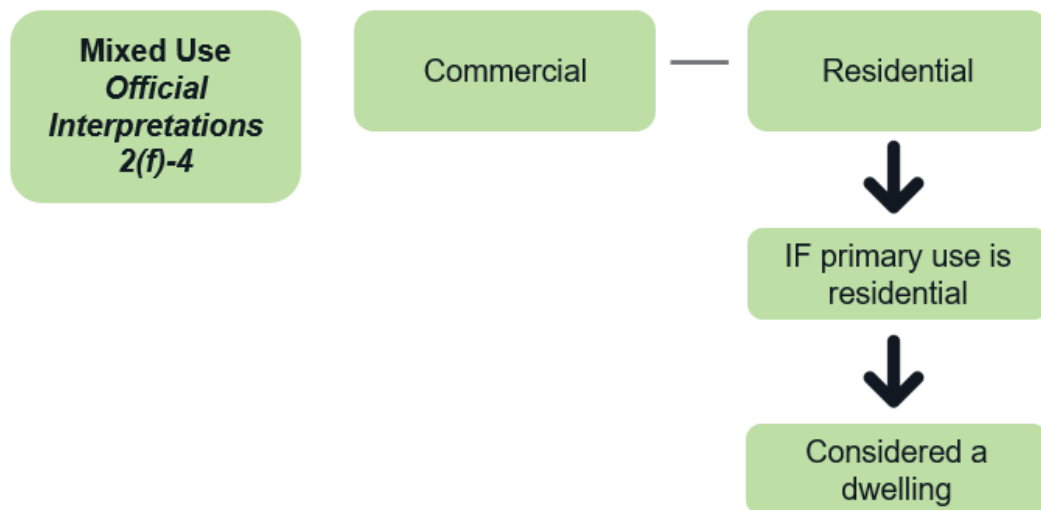 Mixed Use
Official
Interpretations
2(f)-4
Commercial
Residential
IF primary use is
residential
Considered a
dwelling